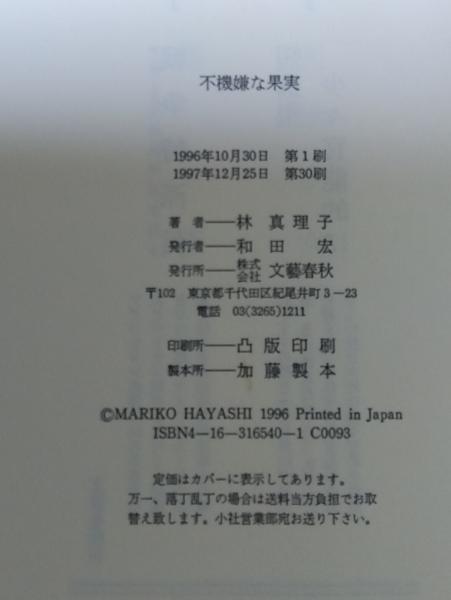 不機嫌な果実
1996年10月30日 第1刷
1997年12月25日 第30刷
著者──林真理子
発行者──和田宏
発行所──株式会社文藝春秋
〒102 東京都千代田区紀尾井町3－23
電話 03(3265)1211
印刷所──凸版印刷
製本所──加藤製本
©MARIKO HAYASHI 1996 Printed in Japan
ISBN4－16－316540－1 C0093
定価はカバーに表示してあります。
万一、落丁乱丁の場合は送料当方負担でお取
替え致します。小社営業部宛お送り下さい。